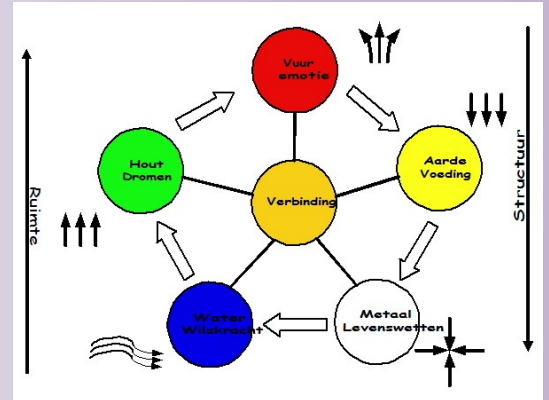 Vuur
emotie
Hout
Dromen
Aarde
Voeding
Verbinding
Water
Wilskracht
Metaal
Levenswetten
Ruimte
Structuur